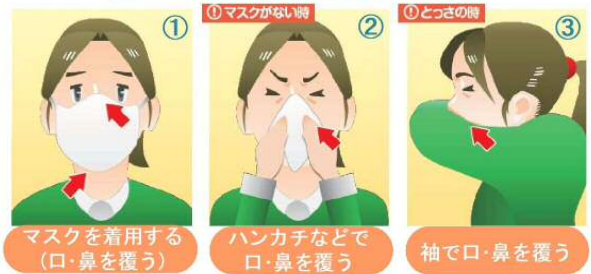 ①
! マスクがない時
②
! とっさの時
③
マスクを着用する
(口・鼻を覆う)
ハンカチなどで
口・鼻を覆う
袖で口・鼻を覆う